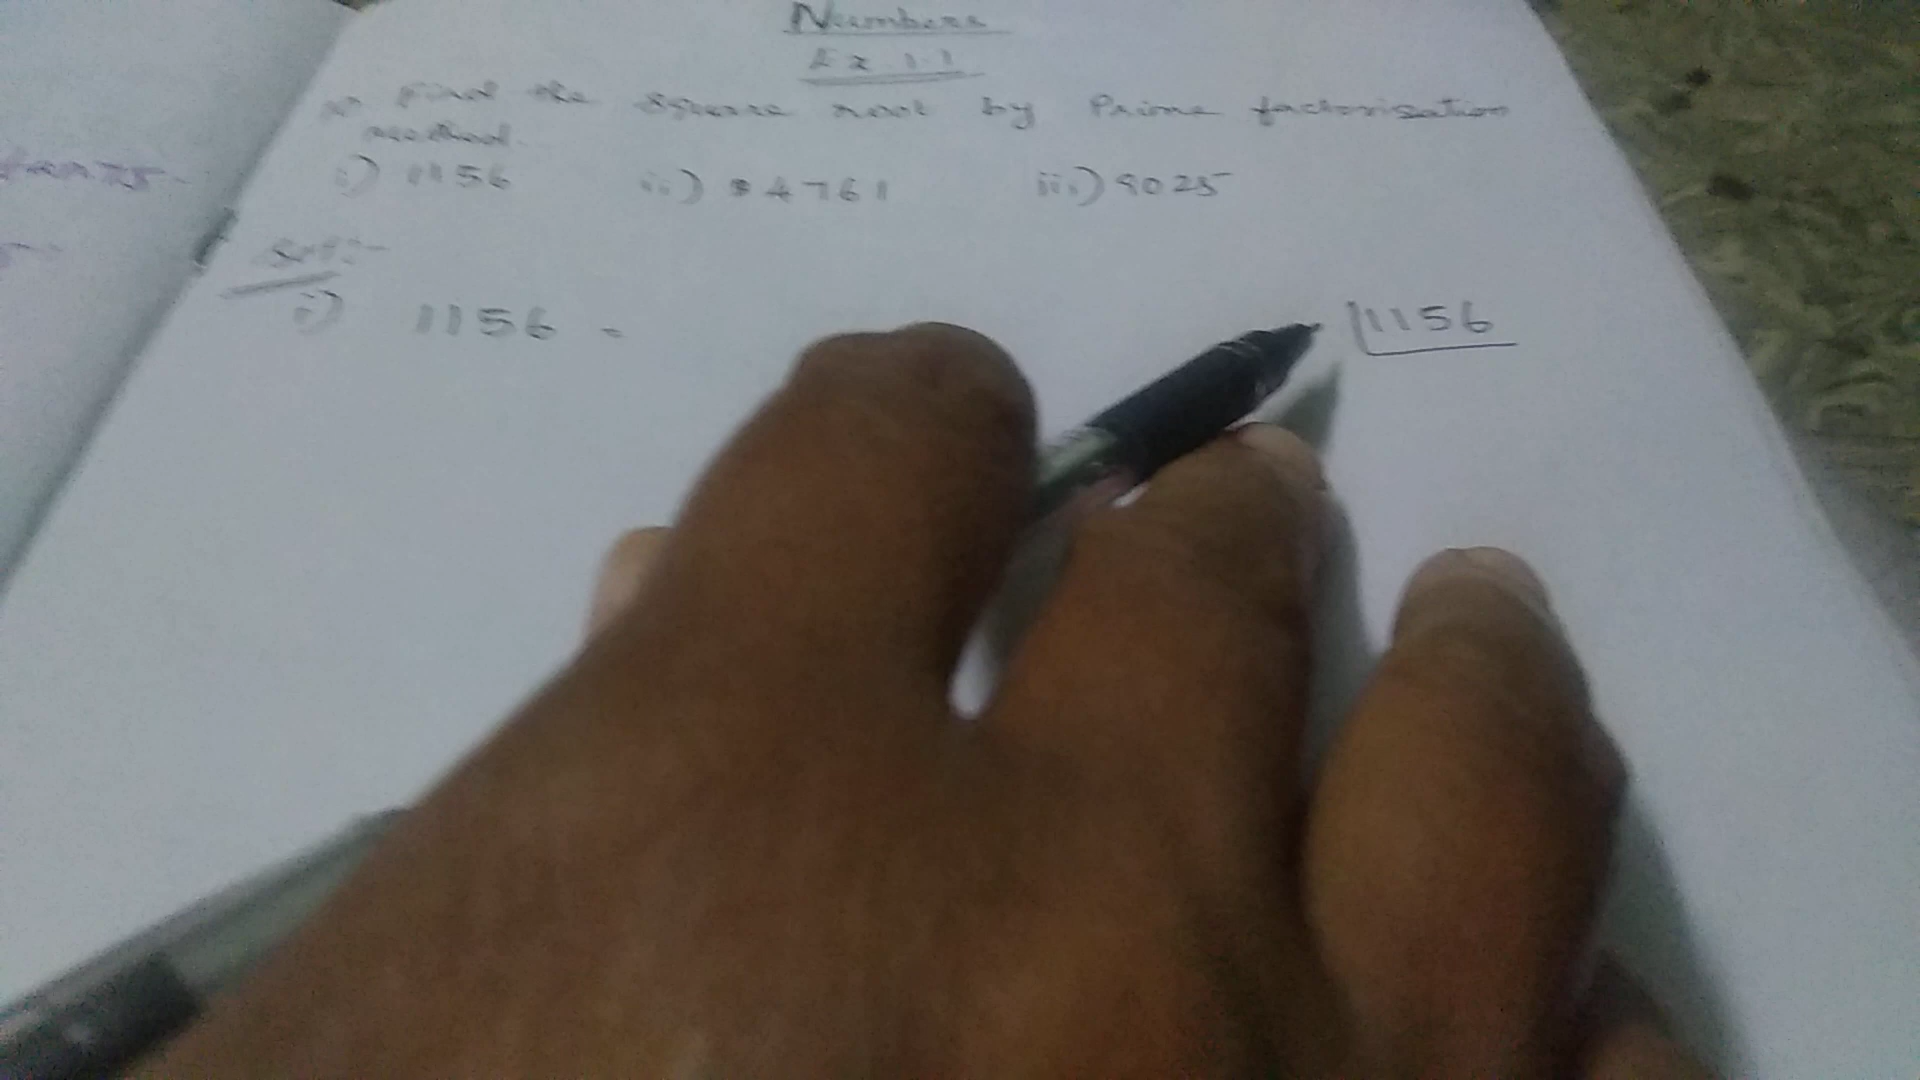 Numbers
Ex 1.1
Find the square root by Prime factorisation
method.
i) 1156 ii) 4761 iii) 9025
Sol:-
i) 1156 =
1156